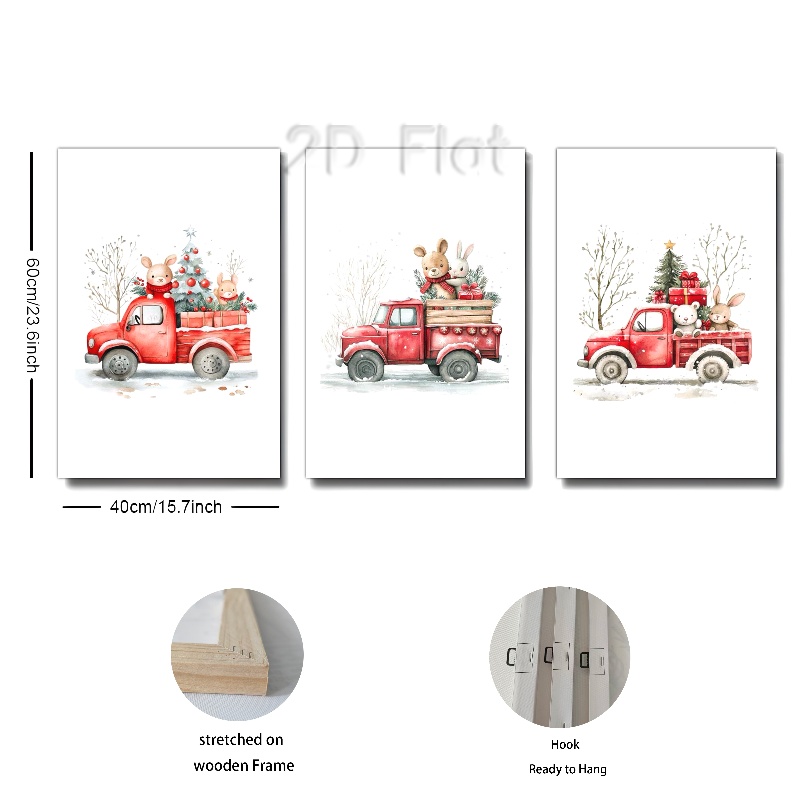 2D Flat
60cm/23.6inch
40cm/15.7inch
stretched on
wooden Frame
Hook
Ready to Hang